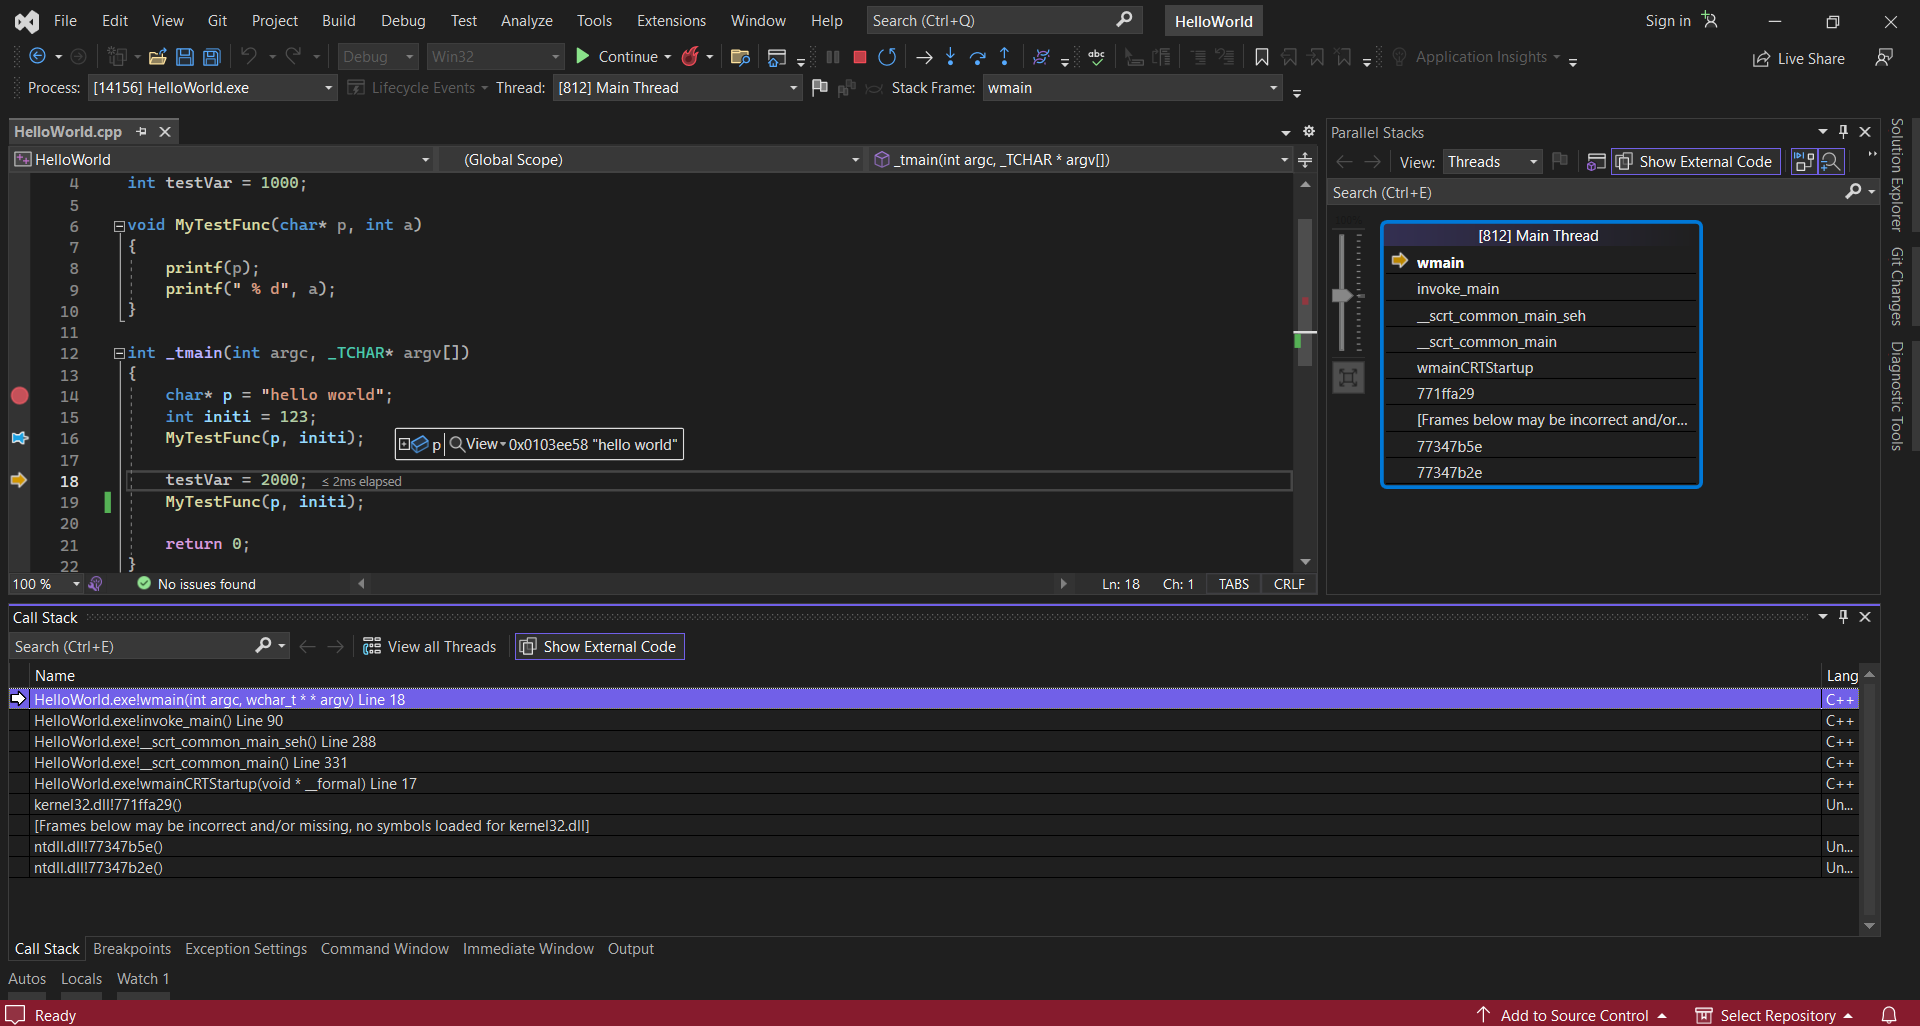 File Edit View Git Project Build Debug Test Analyze Tools Extensions Window Help Search (Ctrl+Q) HelloWorld Sign in
Debug Win32 Continue abc Application Insights Live Share
Process: [14156] HelloWorld.exe Lifecycle Events Thread: [812] Main Thread Stack Frame: wmain
HelloWorld.cpp
HelloWorld (Global Scope) _tmain(int argc, _TCHAR * argv[])
4 int testVar = 1000;
5
6 void MyTestFunc(char* p, int a)
7 {
8 printf(p);
9 printf(" % d", a);
10 }
11
12 int _tmain(int argc, _TCHAR* argv[])
13 {
14 char* p = "hello world";
15 int initi = 123;
16 MyTestFunc(p, initi);
p View 0x0103ee58 "hello world"
17
18 testVar = 2000; ≤ 2ms elapsed
19 MyTestFunc(p, initi);
20
21 return 0;
22 }
100 % No issues found Ln: 18 Ch: 1 TABS CRLF
Parallel Stacks
View: Threads Show External Code
Search (Ctrl+E)
[812] Main Thread
wmain
invoke_main
__scrt_common_main_seh
__scrt_common_main
wmainCRTStartup
771ffa29
[Frames below may be incorrect and/or...
77347b5e
77347b2e
Solution Explorer
Git Changes
Diagnostic Tools
Call Stack
Search (Ctrl+E) View all Threads Show External Code
Name Lang
HelloWorld.exe!wmain(int argc, wchar_t * * argv) Line 18 C++
HelloWorld.exe!invoke_main() Line 90 C++
HelloWorld.exe!__scrt_common_main_seh() Line 288 C++
HelloWorld.exe!__scrt_common_main() Line 331 C++
HelloWorld.exe!wmainCRTStartup(void * __formal) Line 17 C++
kernel32.dll!771ffa29() Un...
[Frames below may be incorrect and/or missing, no symbols loaded for kernel32.dll]
ntdll.dll!77347b5e() Un...
ntdll.dll!77347b2e() Un...
Call Stack Breakpoints Exception Settings Command Window Immediate Window Output
Autos Locals Watch 1
Ready Add to Source Control Select Repository